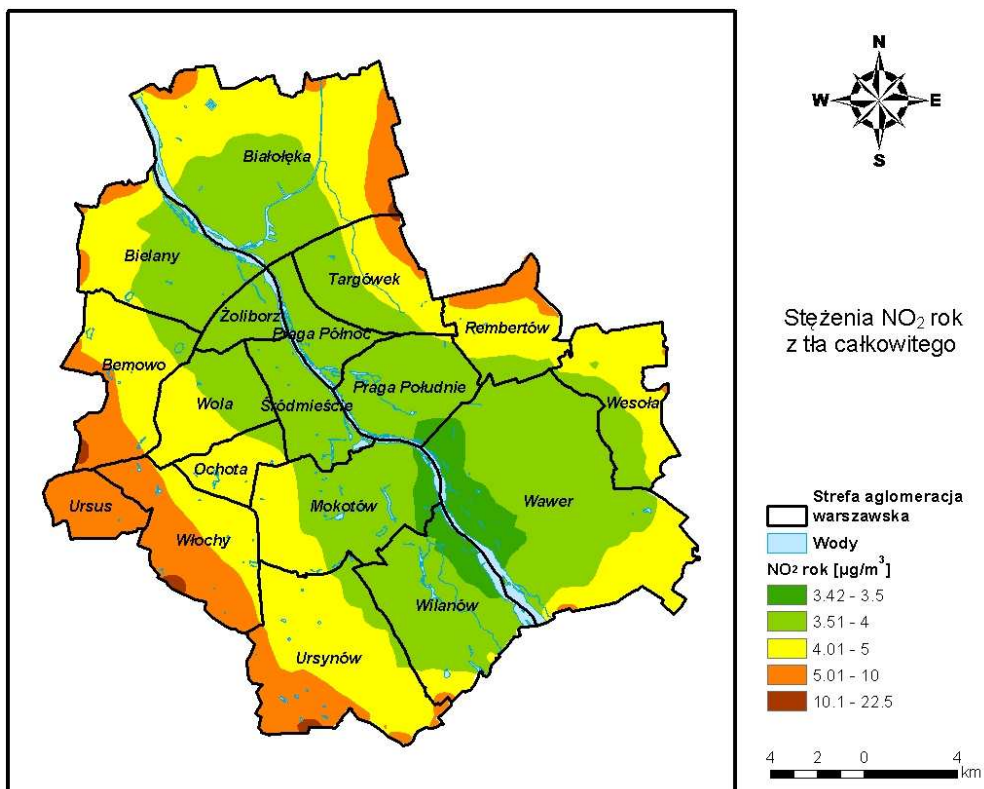 Białołęka
Bielany
Targówek
Żoliborz
Praga Północ
Rembertów
Bemowo
Wola
Śródmieście
Praga Południe
Wesoła
Ochota
Ursus
Włochy
Mokotów
Wawer
Wilanów
Ursynów
N
W E
S
Stężenia NO2 rok
z tła całkowitego
Strefa aglomeracja
warszawska
Wody
NO2 rok [µg/m3]
3.42 - 3.5
3.51 - 4
4.01 - 5
5.01 - 10
10.1 - 22.5
4 2 0 4
km